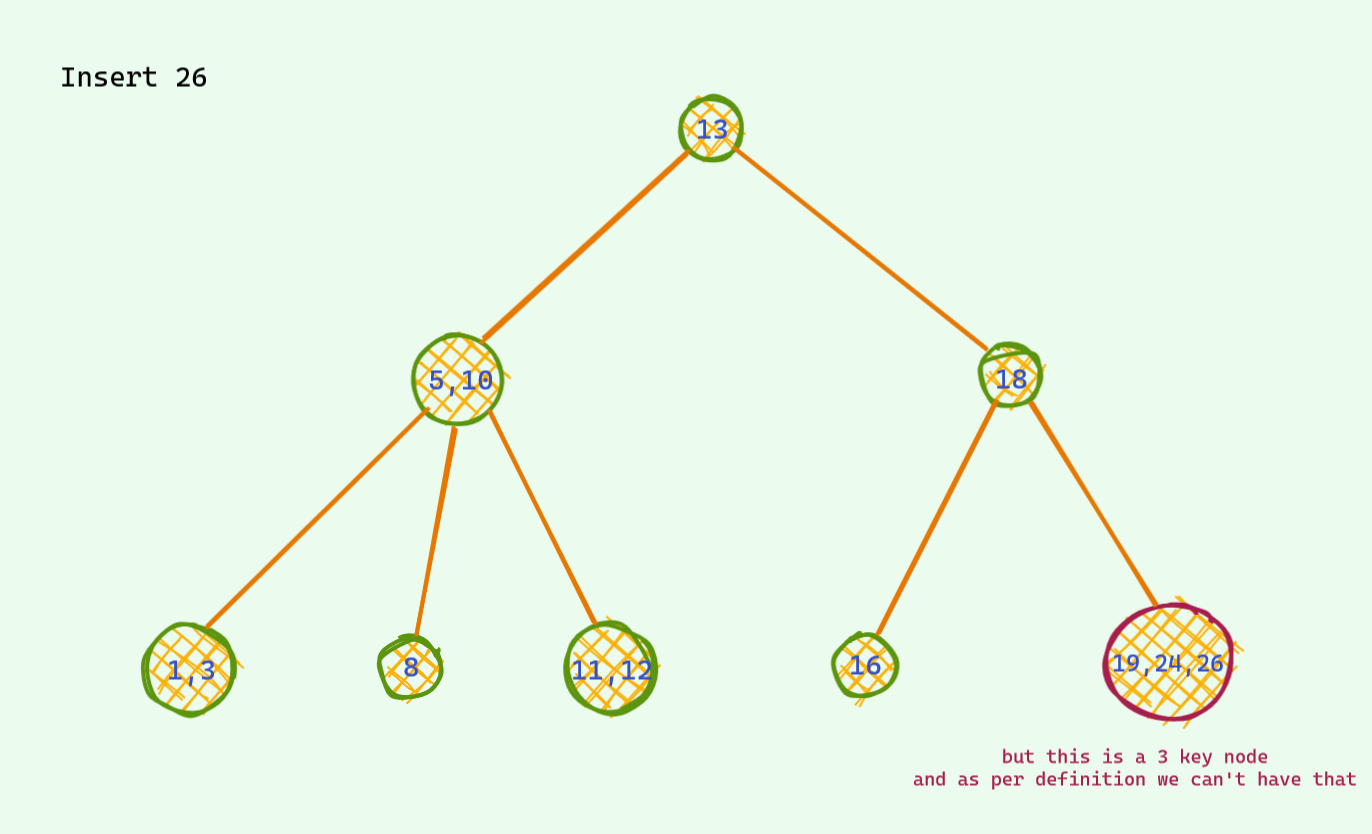 Insert 26
13
5,10
18
1,3
8
11,12
16
19,24,26
but this is a 3 key node
and as per definition we can't have that